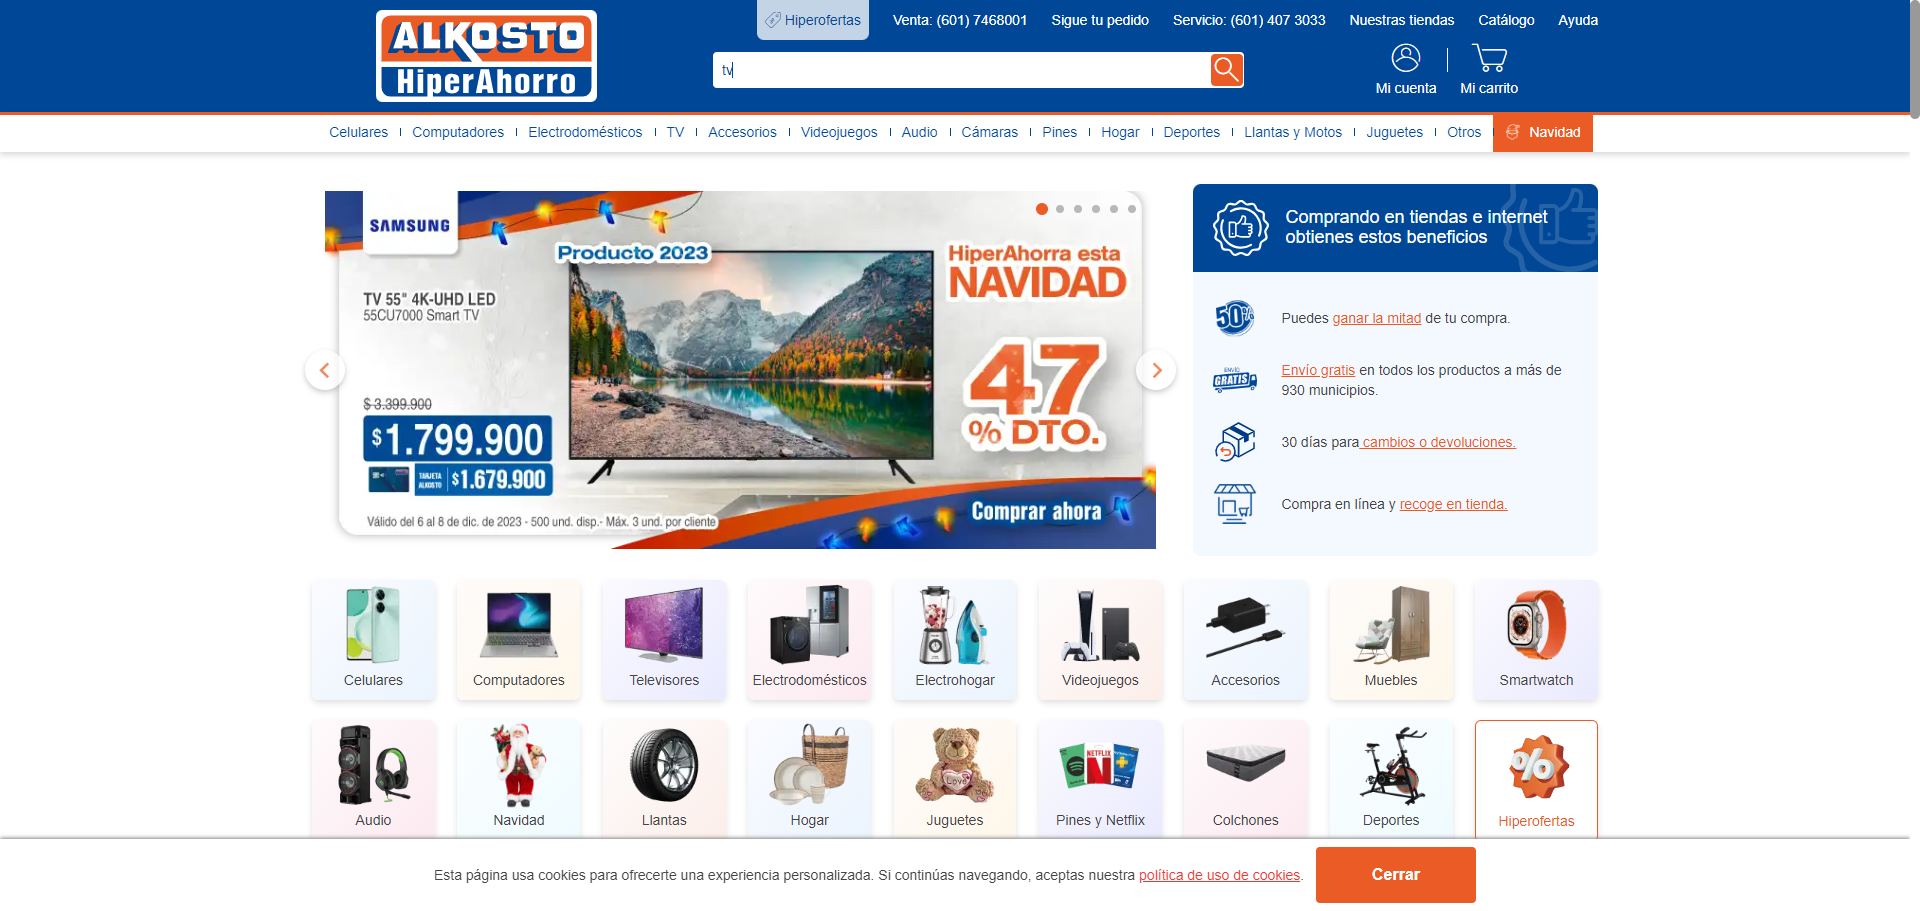 Hiperofertas
Venta: (601) 7468001
Sigue tu pedido
Servicio: (601) 407 3033
Nuestras tiendas
Catálogo
Ayuda
ALKOSTO
HiperAhorro
tv
Mi cuenta
Mi carrito
Celulares
Computadores
Electrodomésticos
TV
Accesorios
Videojuegos
Audio
Cámaras
Pines
Hogar
Deportes
Llantas y Motos
Juguetes
Otros
Navidad
SAMSUNG
Producto 2023
HiperAhorra esta
NAVIDAD
TV 55" 4K-UHD LED
55CU7000 Smart TV
47
% DTO.
$ 3.399.900
$1.799.900
TARJETA
ALKOSTO
$1.679.900
Comprar ahora
Válido del 6 al 8 de dic. de 2023 - 500 und. disp.- Máx. 3 und. por cliente
Comprando en tiendas e internet
obtienes estos beneficios
50%
Puedes ganar la mitad de tu compra.
ENVÍO
GRATIS
Envío gratis en todos los productos a más de
930 municipios.
30 días para cambios o devoluciones.
Compra en línea y recoge en tienda.
Celulares
Computadores
Televisores
Electrodomésticos
Electrohogar
Videojuegos
Accesorios
Muebles
Smartwatch
Love
NETFLIX
%
Audio
Navidad
Llantas
Hogar
Juguetes
Pines y Netflix
Colchones
Deportes
Hiperofertas
Esta página usa cookies para ofrecerte una experiencia personalizada. Si continúas navegando, aceptas nuestra política de uso de cookies.
Cerrar